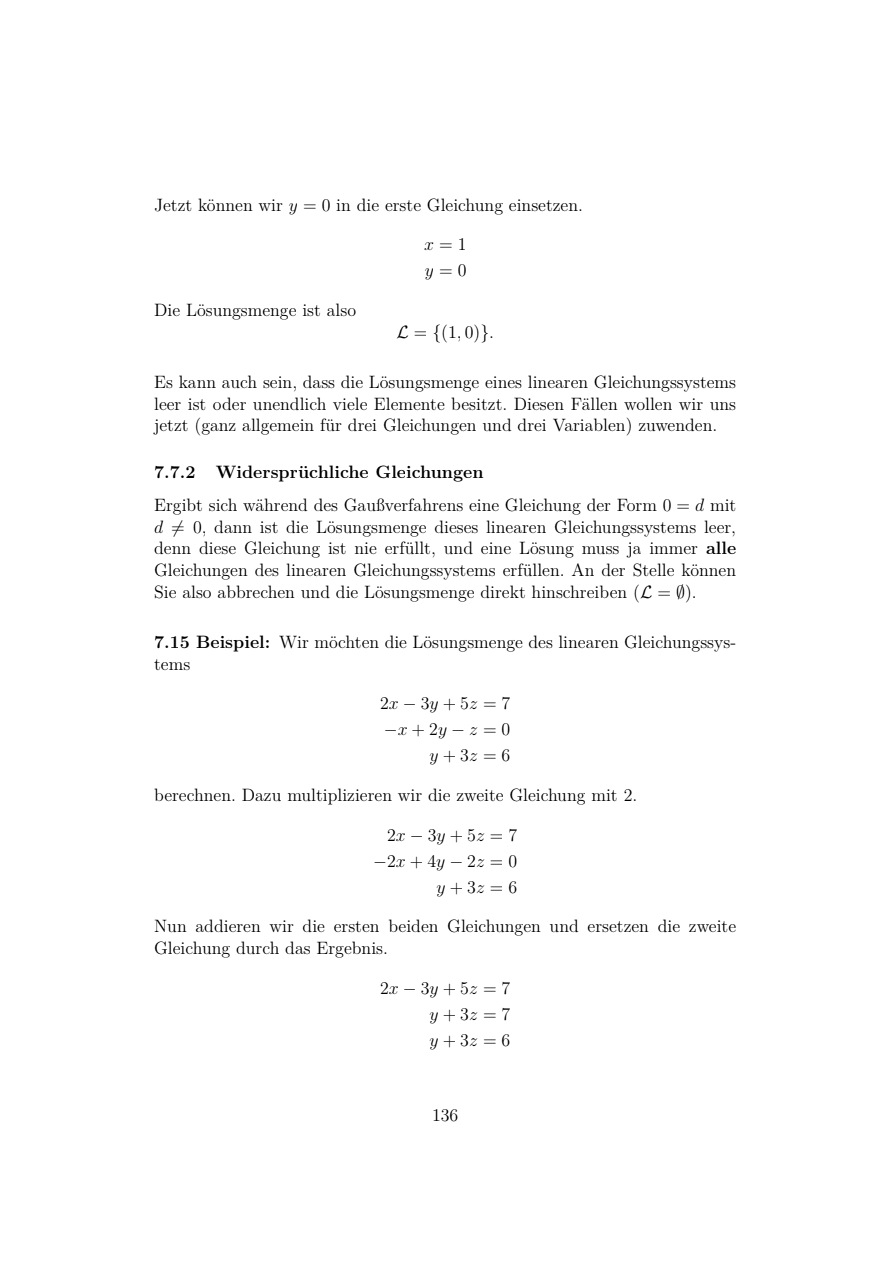 Jetzt können wir y = 0 in die erste Gleichung einsetzen.
x = 1
y = 0
Die Lösungsmenge ist also
ℒ = {(1, 0)}.
Es kann auch sein, dass die Lösungsmenge eines linearen Gleichungssystems
leer ist oder unendlich viele Elemente besitzt. Diesen Fällen wollen wir uns
jetzt (ganz allgemein für drei Gleichungen und drei Variablen) zuwenden.
7.7.2 Widersprüchliche Gleichungen
Ergibt sich während des Gaußverfahrens eine Gleichung der Form 0 = d mit
d ≠ 0, dann ist die Lösungsmenge dieses linearen Gleichungssystems leer,
denn diese Gleichung ist nie erfüllt, und eine Lösung muss ja immer alle
Gleichungen des linearen Gleichungssystems erfüllen. An der Stelle können
Sie also abbrechen und die Lösungsmenge direkt hinschreiben (ℒ = ∅).
7.15 Beispiel: Wir möchten die Lösungsmenge des linearen Gleichungssys-
tems
2x − 3y + 5z = 7
−x + 2y − z = 0
y + 3z = 6
berechnen. Dazu multiplizieren wir die zweite Gleichung mit 2.
2x − 3y + 5z = 7
−2x + 4y − 2z = 0
y + 3z = 6
Nun addieren wir die ersten beiden Gleichungen und ersetzen die zweite
Gleichung durch das Ergebnis.
2x − 3y + 5z = 7
y + 3z = 7
y + 3z = 6
136